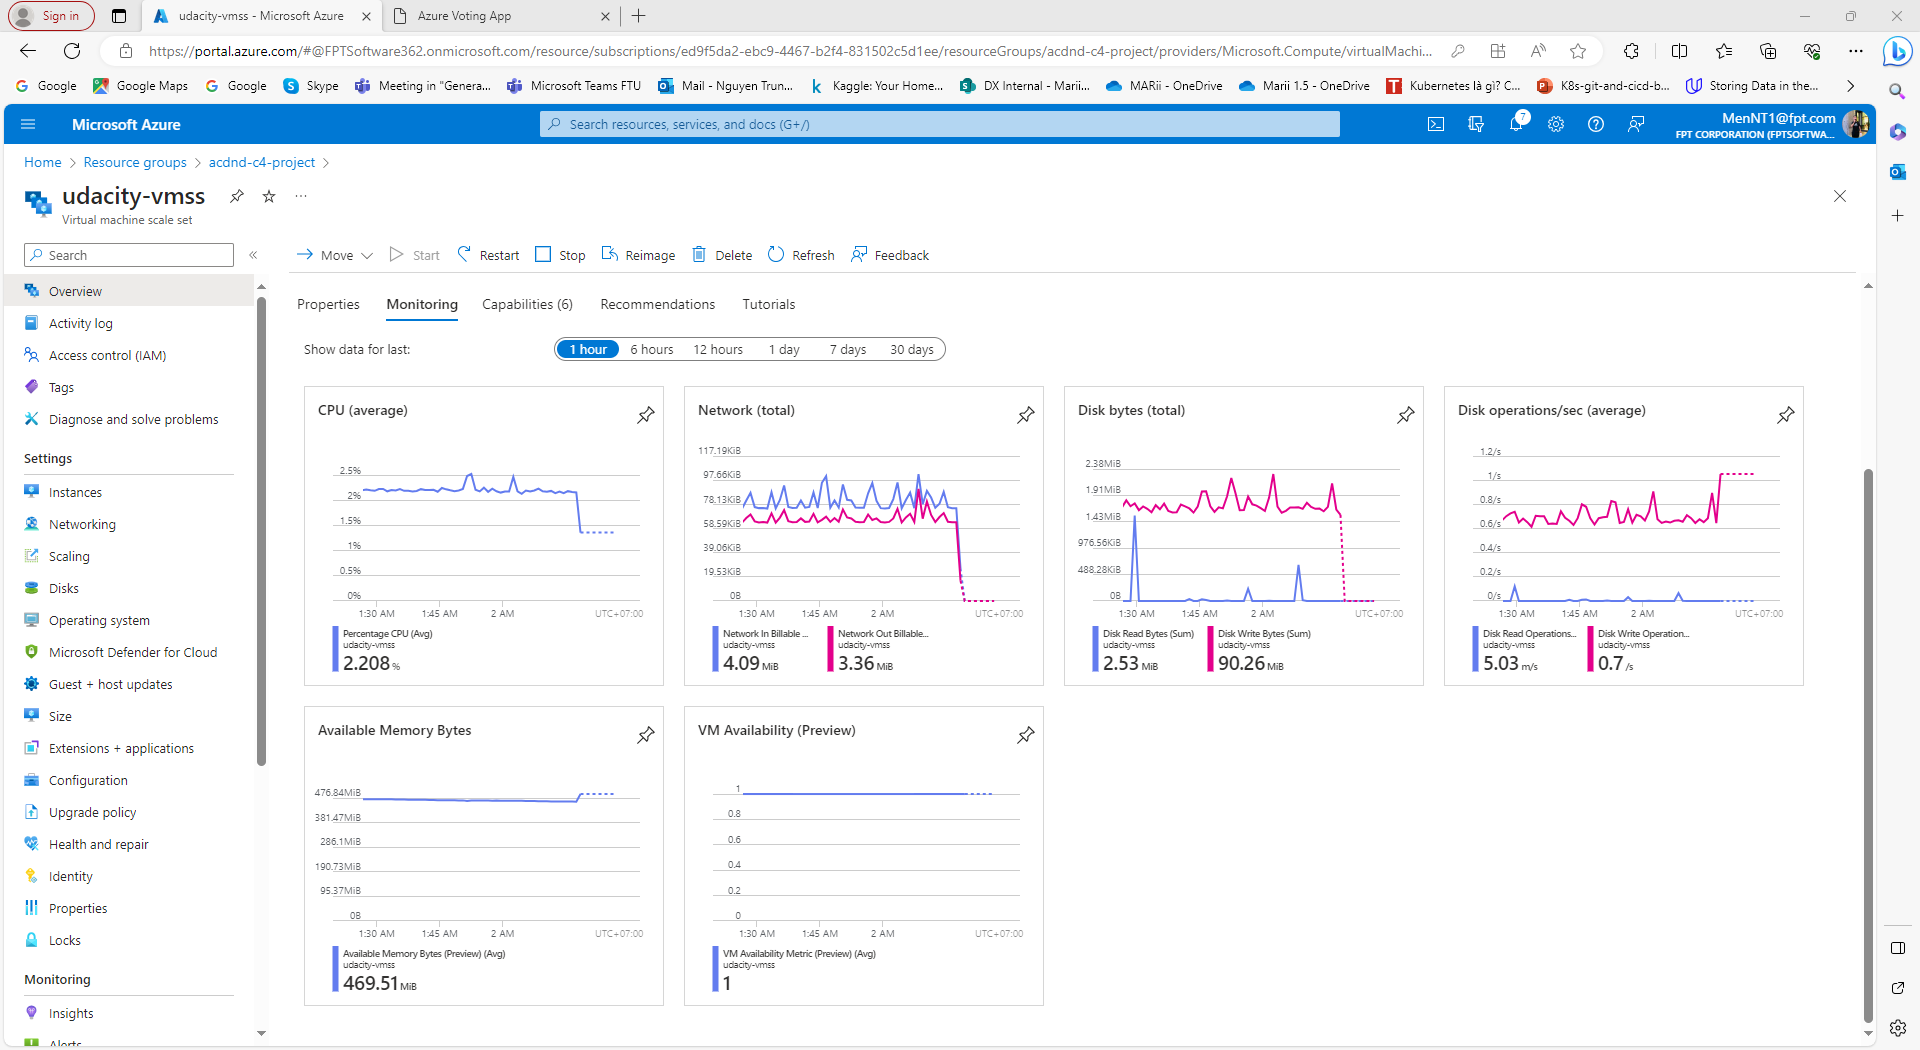 Sign in
udacity-vmss - Microsoft Azure
Azure Voting App
https://portal.azure.com/#@FPTSoftware362.onmicrosoft.com/resource/subscriptions/ed9f5da2-ebc9-4467-b2f4-831502c5d1ee/resourceGroups/acdnd-c4-project/providers/Microsoft.Compute/virtualMachi...
Google
Google Maps
Google
Skype
Meeting in "Genera...
Microsoft Teams FTU
Mail - Nguyen Trun...
Kaggle: Your Home...
DX Internal - Marii...
MARii - OneDrive
Marii 1.5 - OneDrive
Kubernetes là gì? C...
K8s-git-and-cicd-b...
Storing Data in the...
Microsoft Azure
Search resources, services, and docs (G+/)
7
MenNT1@fpt.com
FPT CORPORATION (FPTSOFTWA...
Home > Resource groups > acdnd-c4-project >
udacity-vmss
Virtual machine scale set
Search
Move
Start
Restart
Stop
Reimage
Delete
Refresh
Feedback
Overview
Activity log
Access control (IAM)
Tags
Diagnose and solve problems
Settings
Instances
Networking
Scaling
Disks
Operating system
Microsoft Defender for Cloud
Guest + host updates
Size
Extensions + applications
Configuration
Upgrade policy
Health and repair
Identity
Properties
Locks
Monitoring
Insights
Alerts
Properties
Monitoring
Capabilities (6)
Recommendations
Tutorials
Show data for last:
1 hour
6 hours
12 hours
1 day
7 days
30 days
CPU (average)
2.5%
2%
1.5%
1%
0.5%
0%
1:30 AM
1:45 AM
2 AM
UTC+07:00
Percentage CPU (Avg)
udacity-vmss
2.208 %
Network (total)
117.19KiB
97.66KiB
78.13KiB
58.59KiB
39.06KiB
19.53KiB
0B
1:30 AM
1:45 AM
2 AM
UTC+07:00
Network In Billable ...
udacity-vmss
4.09 MiB
Network Out Billable...
udacity-vmss
3.36 MiB
Disk bytes (total)
2.38MiB
1.91MiB
1.43MiB
976.56KiB
488.28KiB
0B
1:30 AM
1:45 AM
2 AM
UTC+07:00
Disk Read Bytes (Sum)
udacity-vmss
2.53 MiB
Disk Write Bytes (Sum)
udacity-vmss
90.26 MiB
Disk operations/sec (average)
1.2/s
1/s
0.8/s
0.6/s
0.4/s
0.2/s
0/s
1:30 AM
1:45 AM
2 AM
UTC+07:00
Disk Read Operations...
udacity-vmss
5.03 m/s
Disk Write Operation...
udacity-vmss
0.7 /s
Available Memory Bytes
476.84MiB
381.47MiB
286.1MiB
190.73MiB
95.37MiB
0B
1:30 AM
1:45 AM
2 AM
UTC+07:00
Available Memory Bytes (Preview) (Avg)
udacity-vmss
469.51 MiB
VM Availability (Preview)
1
0.8
0.6
0.4
0.2
0
1:30 AM
1:45 AM
2 AM
UTC+07:00
VM Availability Metric (Preview) (Avg)
udacity-vmss
1